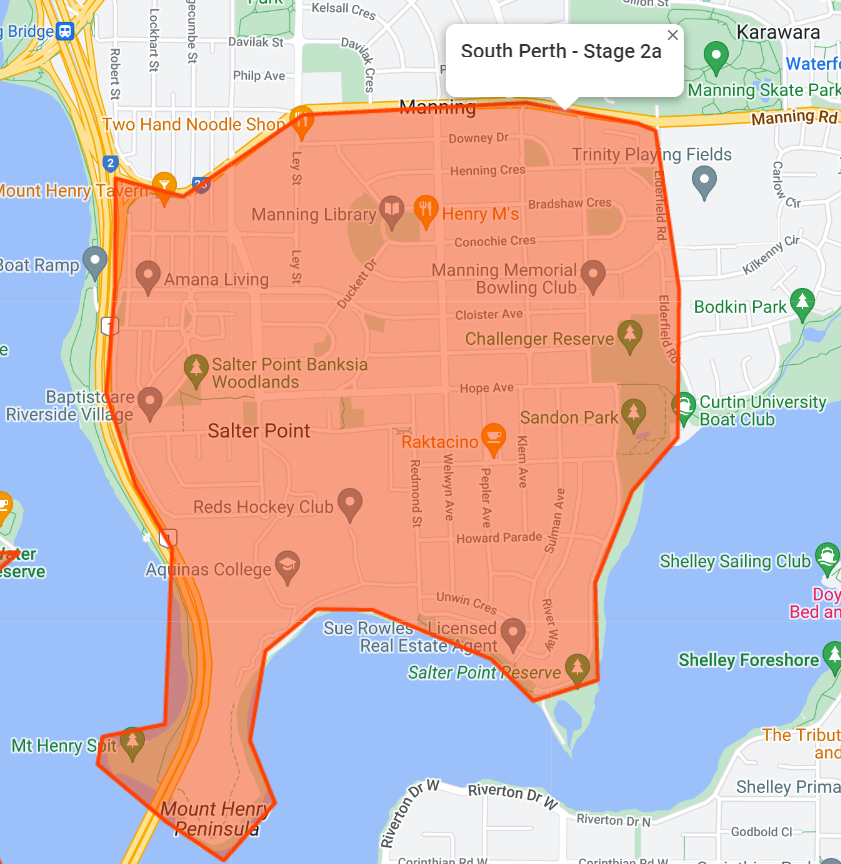 Kelsall Cres
Clifton St
Park
Karawara
g Bridge
Lockhart St
Davilak St
Davilak Cres
South Perth - Stage 2a
Robert St
Philp Ave
Waterfo
Manning Skate Park
Manning
Manning Rd
Two Hand Noodle Shop
Downey Dr
Trinity Playing Fields
2
Ley St
Henning Cres
Mount Henry Tavern
Elderfield Rd
Carlow Cir
Manning Library
Henry M's
Bradshaw Cres
Conochie Cres
Kilkenny Cir
Boat Ramp
Amana Living
Ley St
Duckett Dr
Manning Memorial
Bowling Club
Elderfield Rd
Bodkin Park
Cloister Ave
1
Challenger Reserve
e
Salter Point Banksia
Woodlands
Baptistcare
Riverside Village
Hope Ave
Curtin University
Boat Club
Sandon Park
Salter Point
Raktacino
Klem Ave
Welwyn Ave
Redmond St
Pepler Ave
Sulman Ave
Reds Hockey Club
Howard Parade
1
Water
eserve
Aquinas College
Shelley Sailing Club
Doy
Bed an
Unwin Cres
River Way
Sue Rowles - Licensed
Real Estate Agent
Salter Point Reserve
Shelley Foreshore
Mt Henry Spit
The Tribut
and
Riverton Dr W
Riverton Dr W
Shelley Prima
Mount Henry
Peninsula
Riverton Dr N
Godbold Cl
Corinthian Rd W
Corinthian Rd